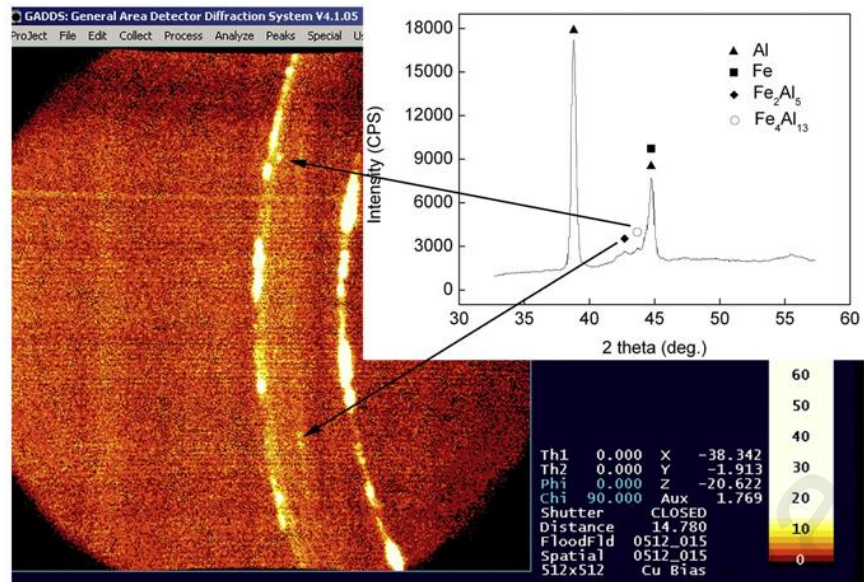 GADDS: General Area Detector Diffraction System V4.1.05
ProJect File Edit Collect Process Analyze Peaks Special Us
18000
15000
12000
9000
6000
3000
0
Intensity (CPS)
30 35 40 45 50 55 60
2 theta (deg.)
▲ Al
■ Fe
◆ Fe₂Al₅
○ Fe₄Al₁₃
60
50
40
30
20
10
0
Th1 0.000 X -38.342
Th2 0.000 Y -1.913
Phi 0.000 Z -20.622
Chi 90.000 Aux 1.769
Shutter CLOSED
Distance 14.780
FloodFld 0512_015
Spatial 0512_015
512x512 Cu Bias